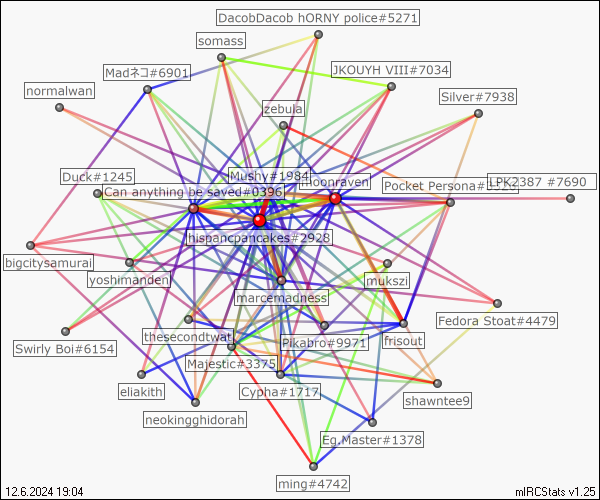 DacobDacob hORNY police#5271
somass
JKOUYH VIII#7034
Madネコ#6901
normalwan
Silver#7938
zebula
Duck#1245
Mushy#1984
moonraven
Pocket Persona#
LPK2387 #7690
Can anything be saved#0396
hispancpancakes#2928
bigcitysamurai
yoshimanden
mukszi
marcemadness
Fedora Stoat#4479
thesecondtwat
frisout
Swirly Boi#6154
Pikabro#9971
Majestic#3375
eliakith
Cypha#1717
shawntee9
neokingghidorah
Eg.Master#1378
ming#4742
12.6.2024 19:04
mIRCStats v1.25